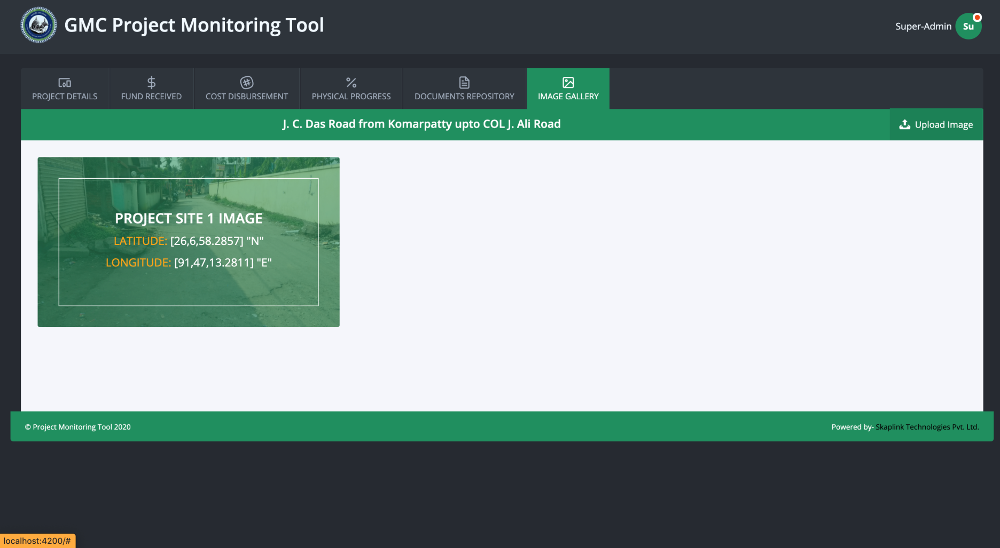 GMC Project Monitoring Tool
Super-Admin
Su
PROJECT DETAILS
FUND RECEIVED
COST DISBURSEMENT
PHYSICAL PROGRESS
DOCUMENTS REPOSITORY
IMAGE GALLERY
J. C. Das Road from Komarpatty upto COL J. Ali Road
Upload Image
PROJECT SITE 1 IMAGE
LATITUDE: [26,6,58.2857] "N"
LONGITUDE: [91,47,13.2811] "E"
© Project Monitoring Tool 2020
Powered by- Skaplink Technologies Pvt. Ltd.
localhost:4200/#